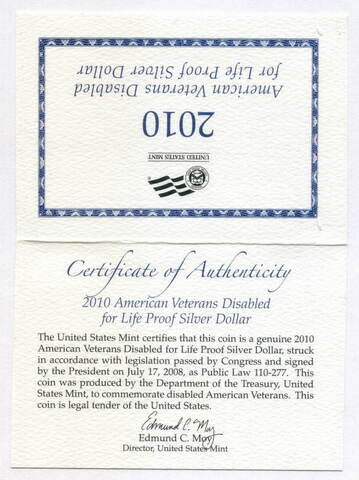 American Veterans Disabled
for Life Proof Silver Dollar
2010
UNITED STATES MINT
Certificate of Authenticity
2010 American Veterans Disabled
for Life Proof Silver Dollar
The United States Mint certifies that this coin is a genuine 2010
American Veterans Disabled for Life Proof Silver Dollar, struck
in accordance with legislation passed by Congress and signed
by the President on July 17, 2008, as Public Law 110-277. This
coin was produced by the Department of the Treasury, United
States Mint, to commemorate disabled American Veterans. This
coin is legal tender of the United States.
Edmund C. Moy
Edmund C. Moy
Director, United States Mint